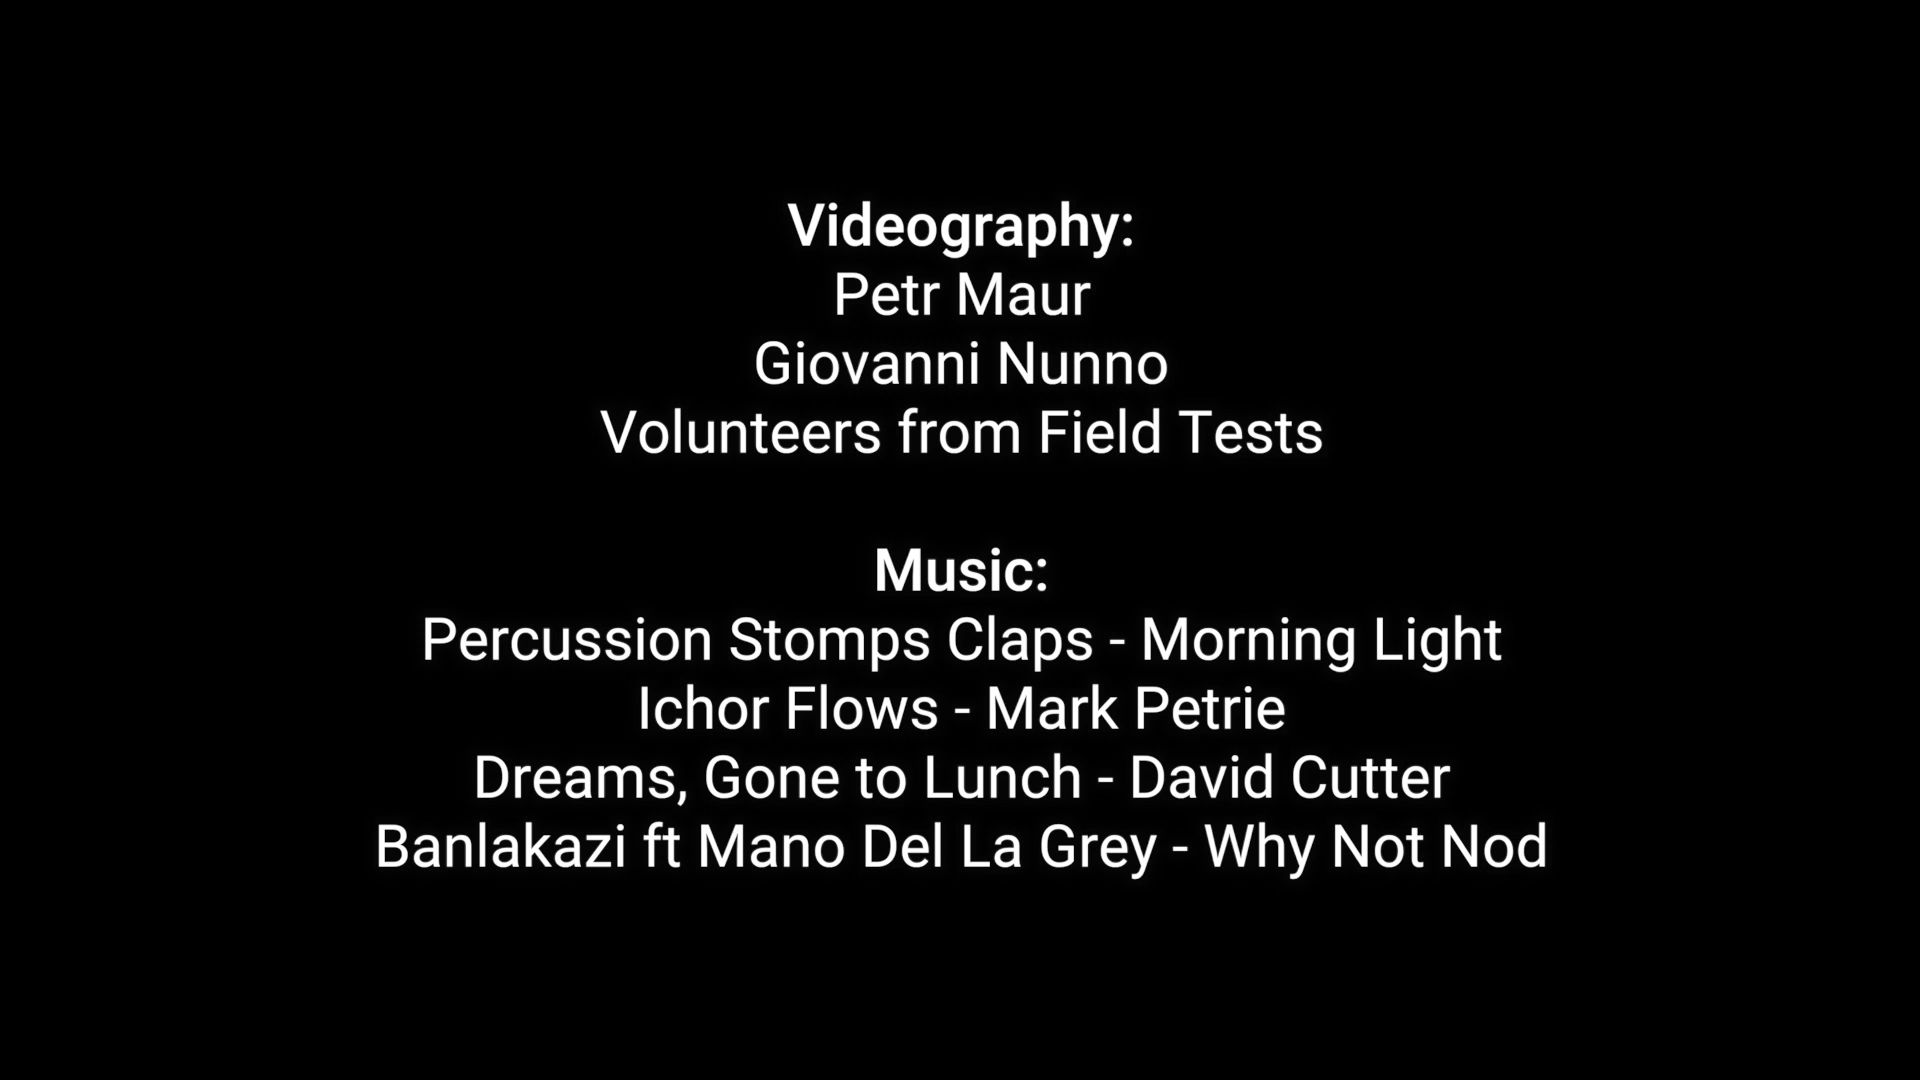 Videography:
Petr Maur
Giovanni Nunno
Volunteers from Field Tests
Music:
Percussion Stomps Claps - Morning Light
Ichor Flows - Mark Petrie
Dreams, Gone to Lunch - David Cutter
Banlakazi ft Mano Del La Grey - Why Not Nod